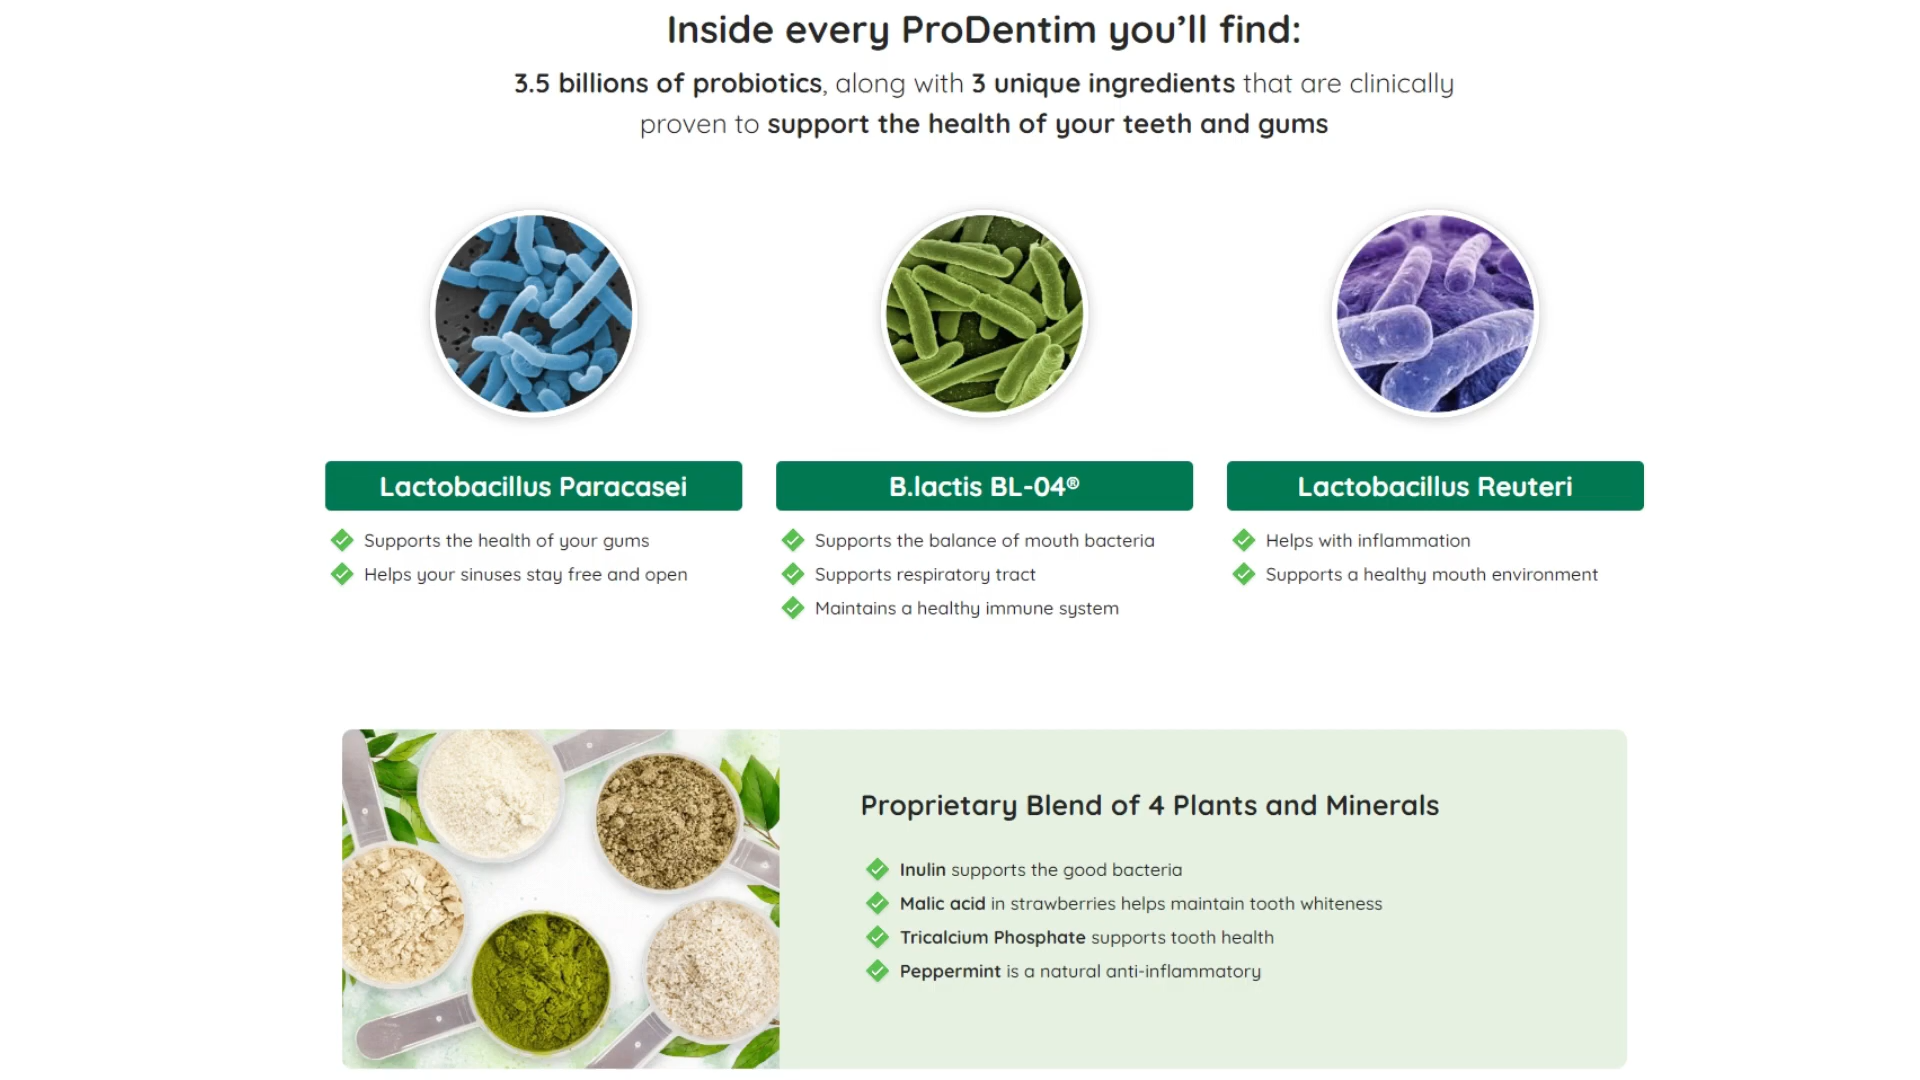 Inside every ProDentim you’ll find:
3.5 billions of probiotics, along with 3 unique ingredients that are clinically
proven to support the health of your teeth and gums
Lactobacillus Paracasei
Supports the health of your gums
Helps your sinuses stay free and open
B.lactis BL-04®
Supports the balance of mouth bacteria
Supports respiratory tract
Maintains a healthy immune system
Lactobacillus Reuteri
Helps with inflammation
Supports a healthy mouth environment
Proprietary Blend of 4 Plants and Minerals
Inulin supports the good bacteria
Malic acid in strawberries helps maintain tooth whiteness
Tricalcium Phosphate supports tooth health
Peppermint is a natural anti-inflammatory